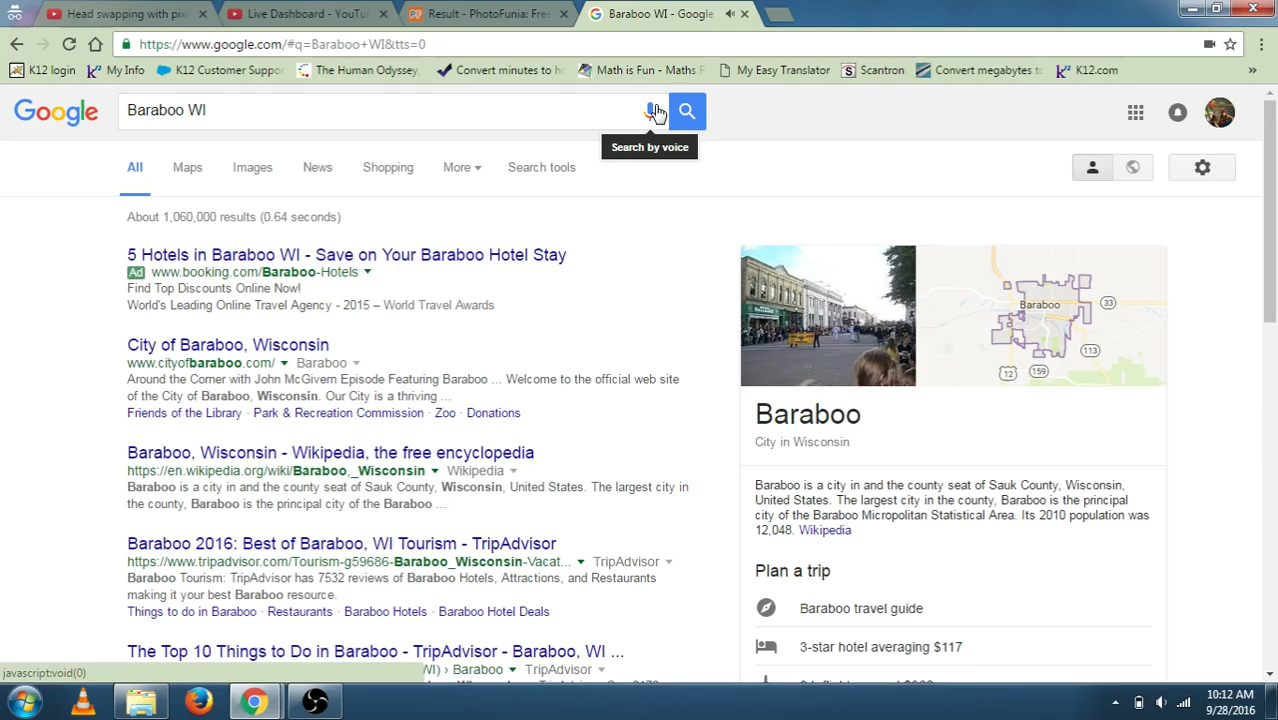 Head swapping with pix
Live Dashboard - YouTu
Result - PhotoFunia: Free
Baraboo WI - Google
https://www.google.com/#q=Baraboo+WI&tts=0
K12 login
My Info
K12 Customer Suppo
The Human Odyssey,
Convert minutes to h
Math is Fun - Maths R
My Easy Translator
Scantron
Convert megabytes to
K12.com
Google
Baraboo WI
Search by voice
All
Maps
Images
News
Shopping
More
Search tools
About 1,060,000 results (0.64 seconds)
5 Hotels in Baraboo WI - Save on Your Baraboo Hotel Stay
Ad www.booking.com/Baraboo-Hotels
Find Top Discounts Online Now!
World's Leading Online Travel Agency - 2015 – World Travel Awards
City of Baraboo, Wisconsin
www.cityofbaraboo.com/ Baraboo
Around the Corner with John McGivern Episode Featuring Baraboo ... Welcome to the official web site
of the City of Baraboo, Wisconsin. Our City is a thriving ...
Friends of the Library · Park & Recreation Commission · Zoo · Donations
Baraboo, Wisconsin - Wikipedia, the free encyclopedia
https://en.wikipedia.org/wiki/Baraboo,_Wisconsin Wikipedia
Baraboo is a city in and the county seat of Sauk County, Wisconsin, United States. The largest city in
the county, Baraboo is the principal city of the Baraboo ...
Baraboo 2016: Best of Baraboo, WI Tourism - TripAdvisor
https://www.tripadvisor.com/Tourism-g59686-Baraboo_Wisconsin-Vacat... TripAdvisor
Baraboo Tourism: TripAdvisor has 7532 reviews of Baraboo Hotels, Attractions, and Restaurants
making it your best Baraboo resource.
Things to do in Baraboo · Restaurants · Baraboo Hotels · Baraboo Hotel Deals
The Top 10 Things to Do in Baraboo - TripAdvisor - Baraboo, WI ...
WI) › Baraboo TripAdvisor
Baraboo
33
113
12
159
Baraboo
City in Wisconsin
Baraboo is a city in and the county seat of Sauk County, Wisconsin,
United States. The largest city in the county, Baraboo is the principal
city of the Baraboo Micropolitan Statistical Area. Its 2010 population was
12,048. Wikipedia
Plan a trip
Baraboo travel guide
3-star hotel averaging $117
javascript:void(0)
10:12 AM
9/28/2016